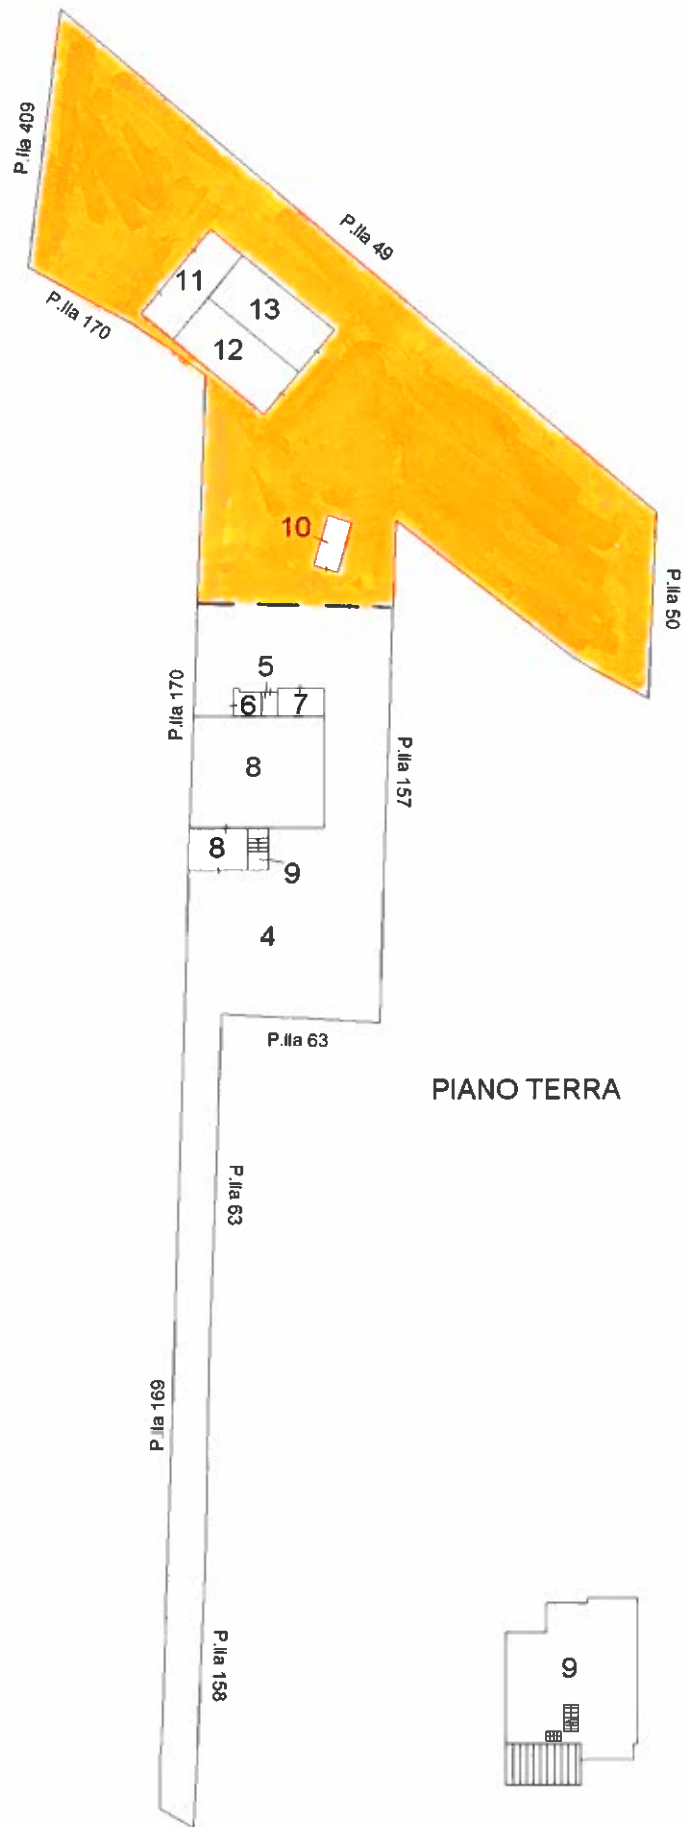 P.lla 409
P.lla 49
11
13
P.lla 170
12
10
P.lla 50
5
P.lla 170
6
7
P.lla 157
8
8
9
4
P.lla 63
PIANO TERRA
P.lla 63
P.lla 169
P.lla 158
9